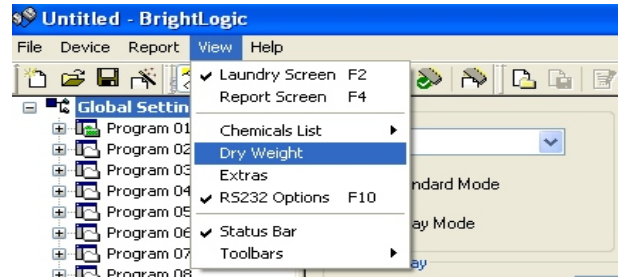 Untitled - BrightLogic
File Device Report View Help
Laundry Screen F2
Report Screen F4
Chemicals List
Dry Weight
Extras
RS232 Options F10
Status Bar
Toolbars
Global Settin
Program 01
Program 02
Program 03
Program 04
Program 05
Program 06
Program 07
Program 08
ndard Mode
ay Mode
ay